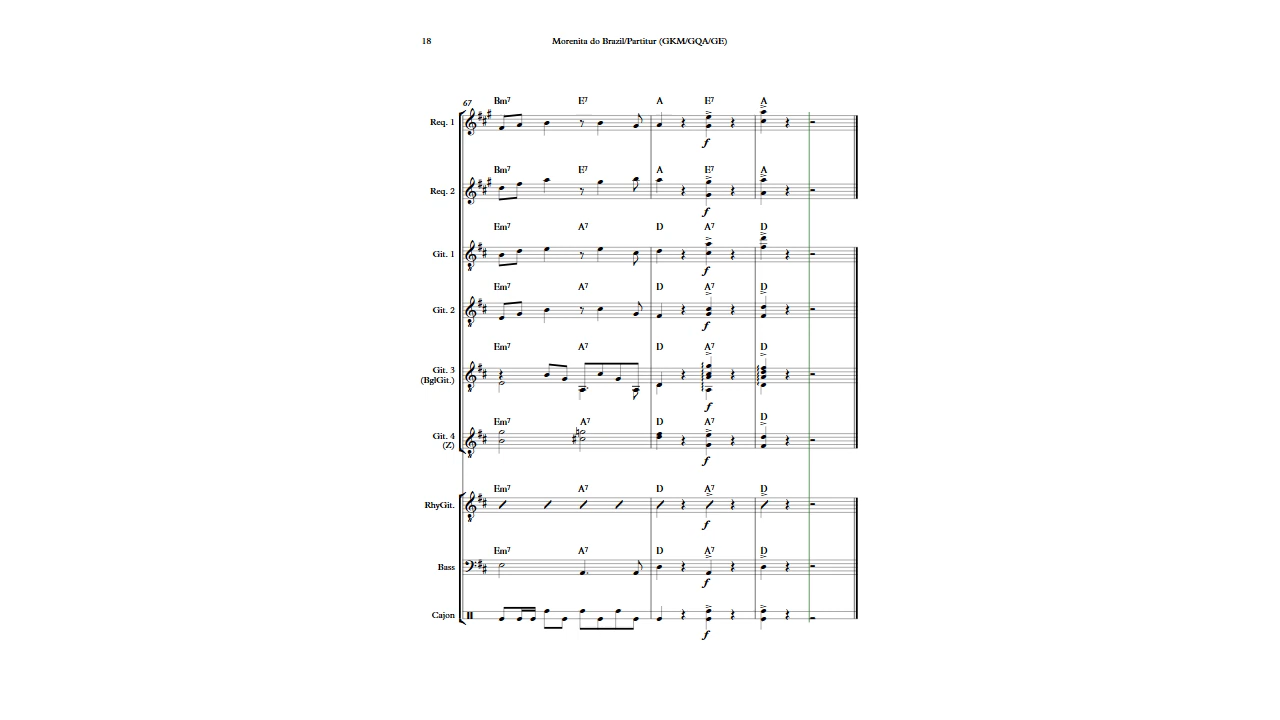 18 Morenita do Brazil/Partitur (GKM/GQA/GE)
67 Bm7 E7 A E7 A
Req. 1
f
Bm7 E7 A E7 A
Req. 2
f
Em7 A7 D A7 D
Git. 1
f
Em7 A7 D A7 D
Git. 2
f
Em7 A7 D A7 D
Git. 3
(BglGit.)
f
Em7 A7 D A7 D
Git. 4
(Z)
f
Em7 A7 D A7 D
RhyGit.
f
Em7 A7 D A7 D
Bass
f
Cajon
f